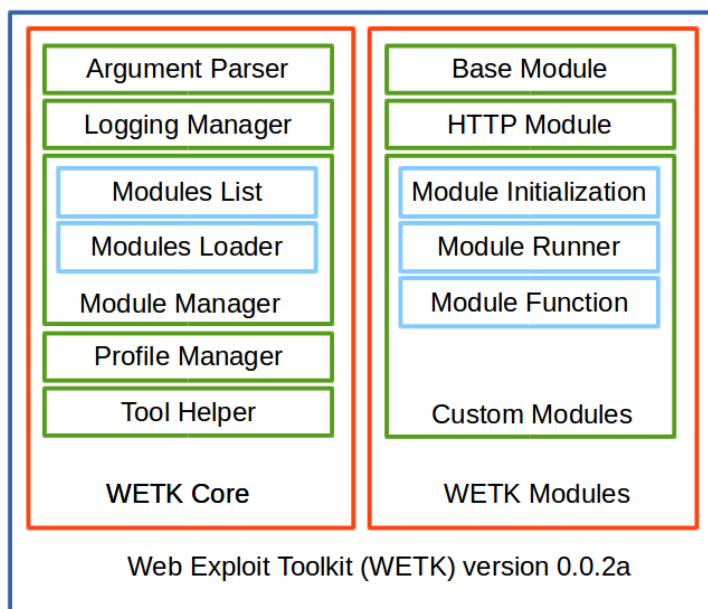 Argument Parser
Logging Manager
Modules List
Modules Loader
Module Manager
Profile Manager
Tool Helper
WETK Core
Base Module
HTTP Module
Module Initialization
Module Runner
Module Function
Custom Modules
WETK Modules
Web Exploit Toolkit (WETK) version 0.0.2a